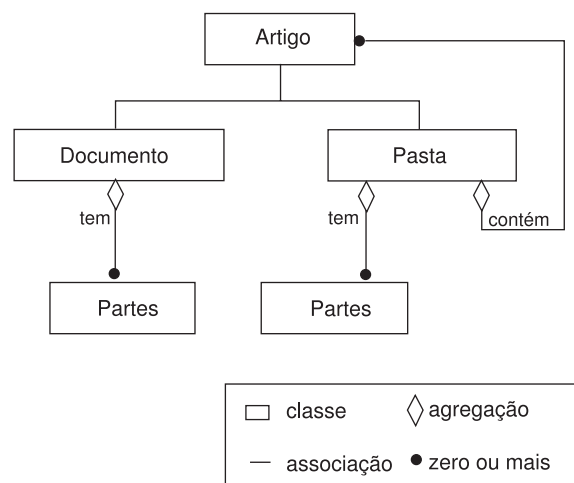 Artigo
Documento
Pasta
tem
tem
contém
Partes
Partes
classe
agregação
associação
zero ou mais